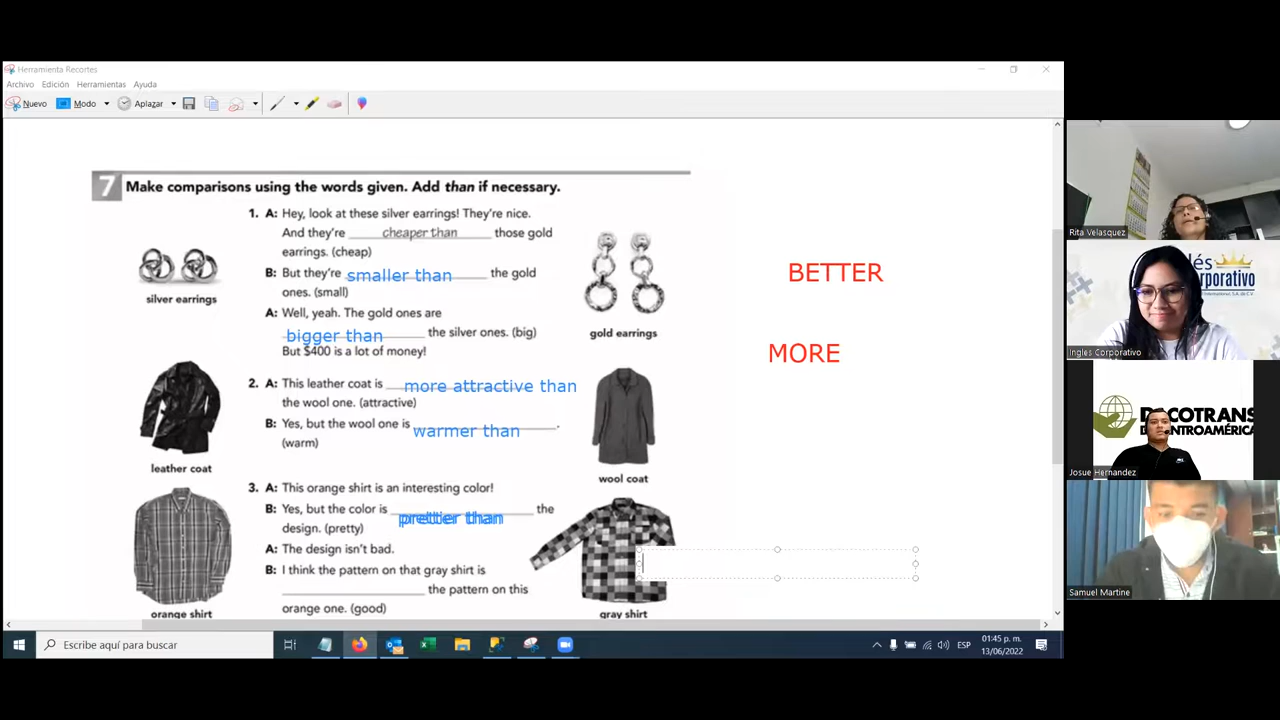 Herramienta Recortes
Archivo Edición Herramientas Ayuda
Nuevo Modo Aplazar
7 Make comparisons using the words given. Add than if necessary.
1. A: Hey, look at these silver earrings! They're nice.
And they're cheaper than those gold
earrings. (cheap)
B: But they're smaller than the gold
ones. (small)
silver earrings
A: Well, yeah. The gold ones are
bigger than the silver ones. (big)
But $400 is a lot of money!
gold earrings
2. A: This leather coat is more attractive than
the wool one. (attractive)
B: Yes, but the wool one is warmer than.
(warm)
leather coat
wool coat
3. A: This orange shirt is an interesting color!
B: Yes, but the color is prettier than the
design. (pretty)
A: The design isn't bad.
B: I think the pattern on that gray shirt is
the pattern on this
orange one. (good)
orange shirt
gray shirt
BETTER
MORE
Escribe aquí para buscar
ESP
01:45 p. m.
13/06/2022
Rita Velasquez
lés
orporativo
International, S.A. de C.V.
Ingles Corporativo
DACOTRANS
DE CENTROAMÉRICA
Josue Hernandez
Samuel Martine